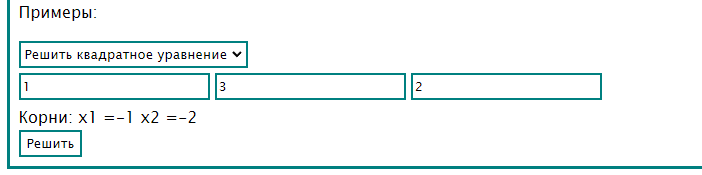 Примеры:
Решить квадратное уравнение
1 3 2
Корни: x1 =-1 x2 =-2
Решить